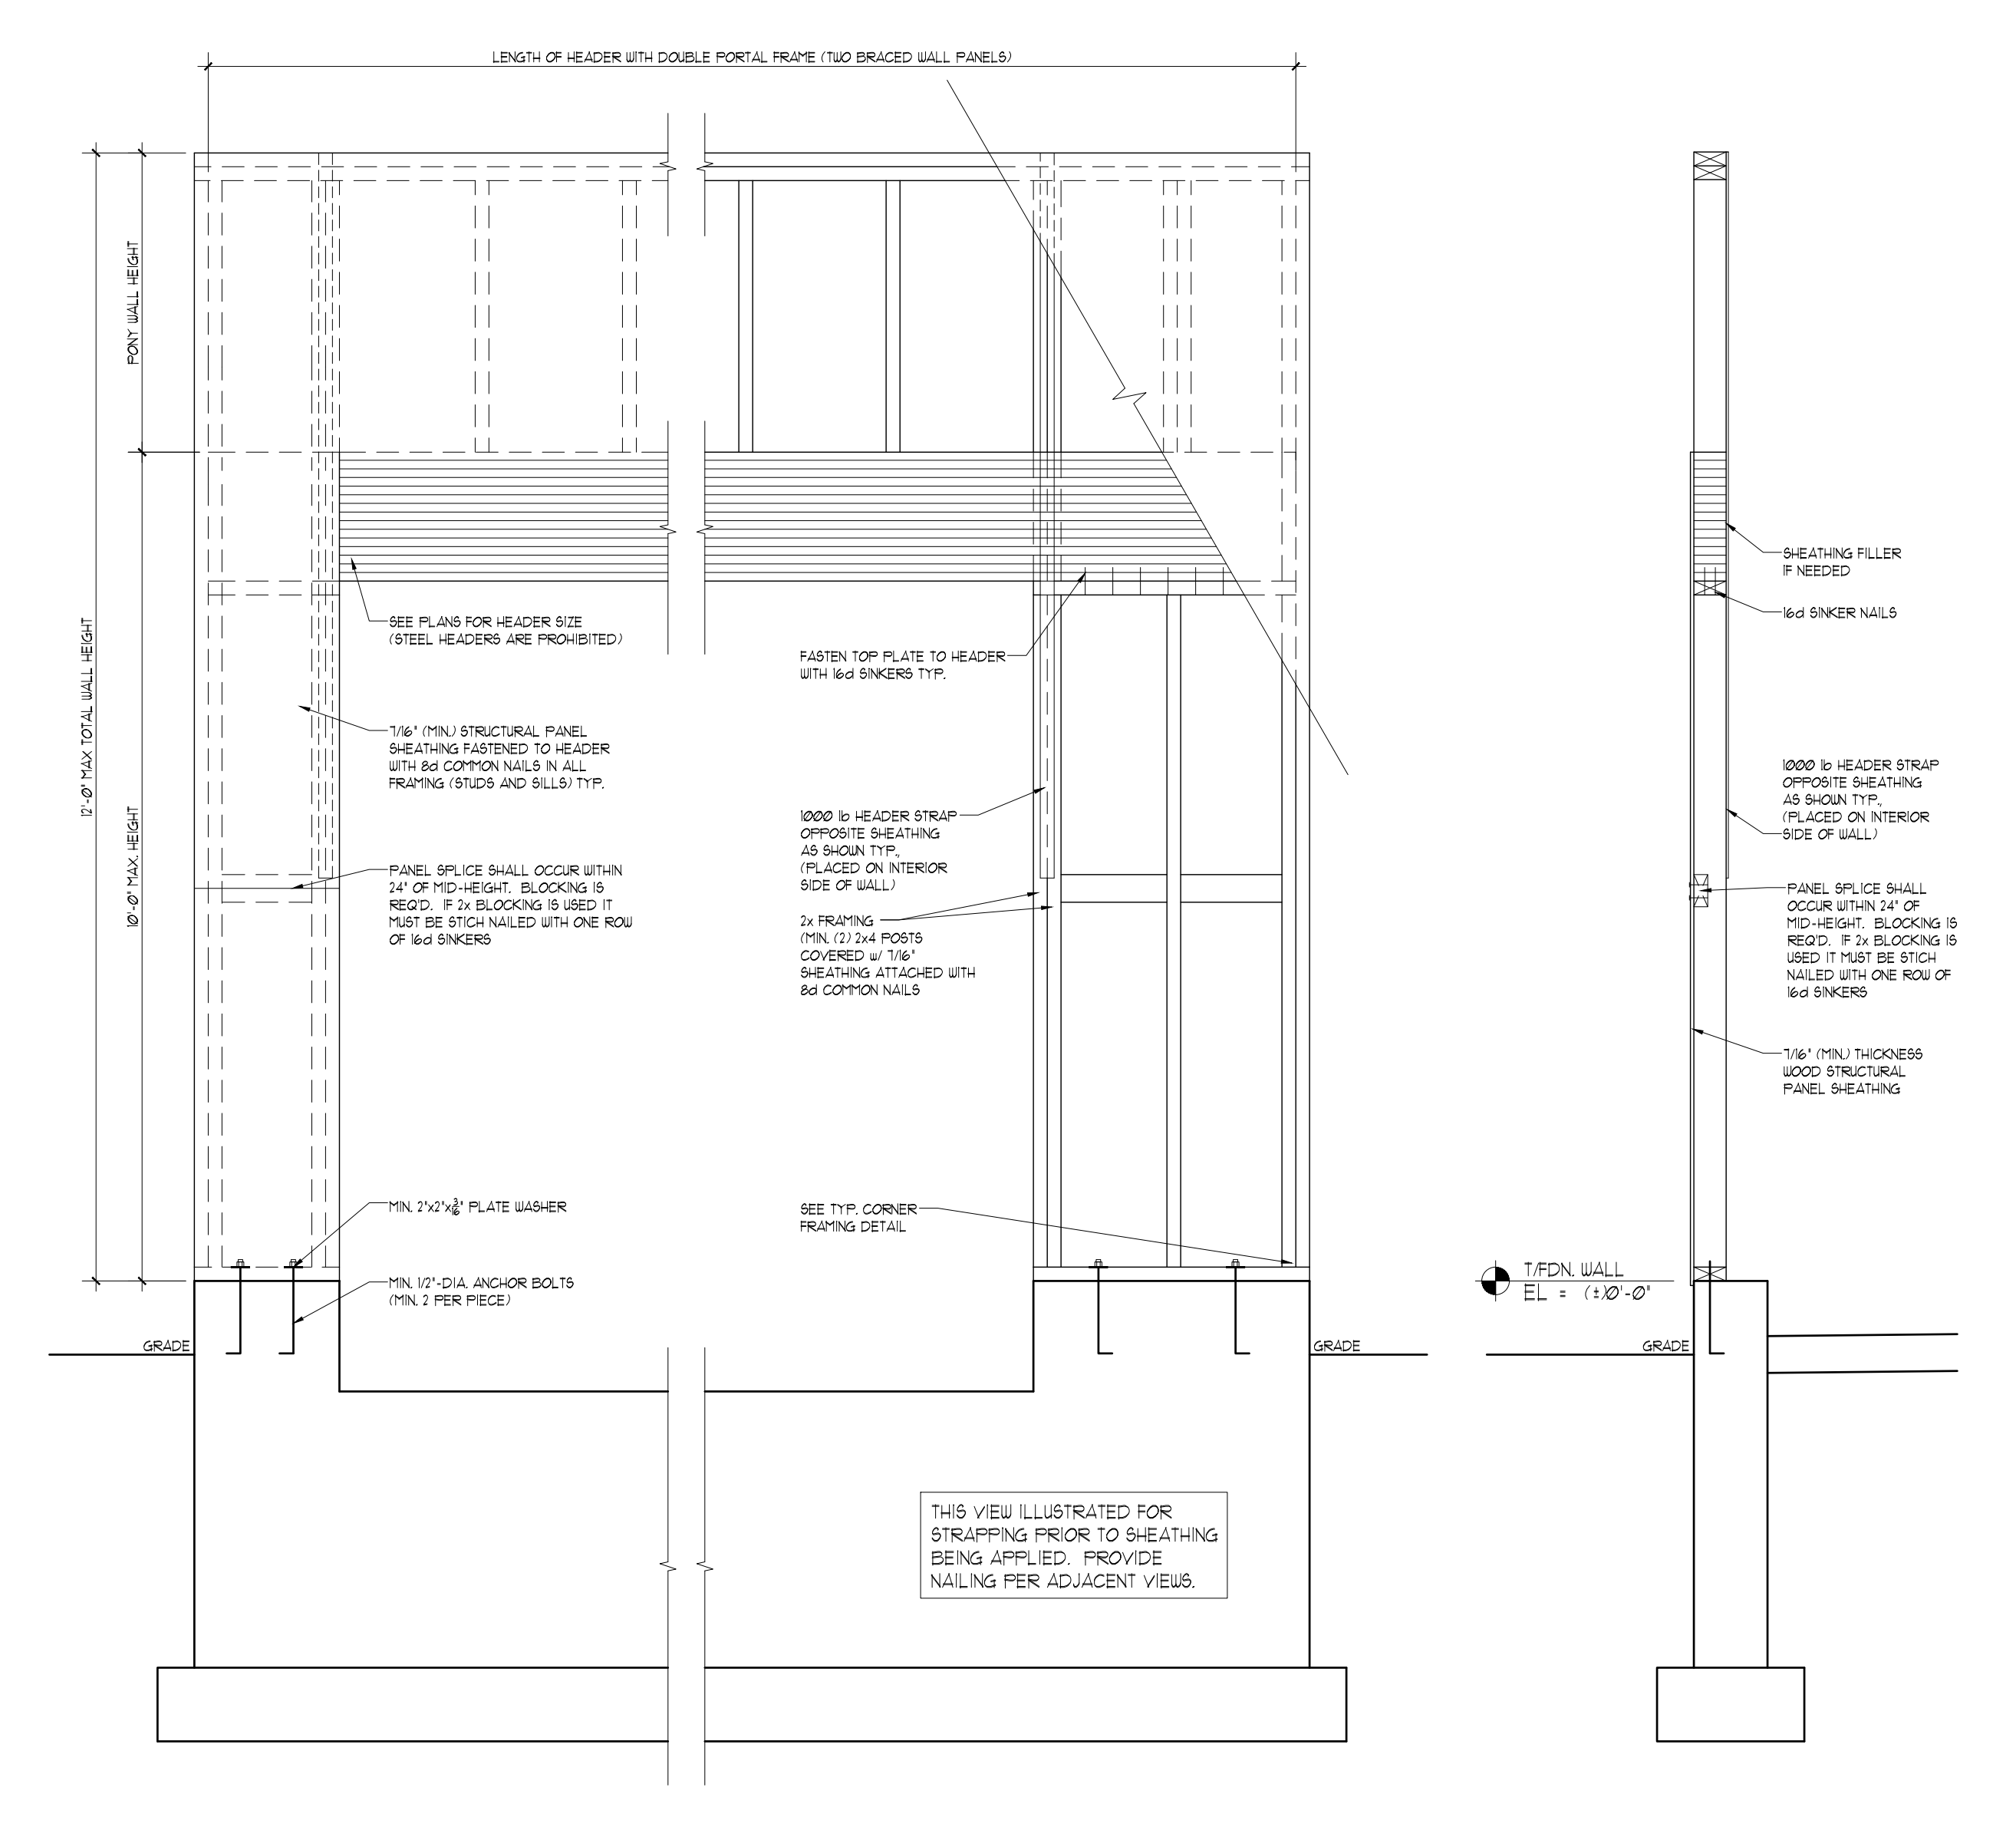 LENGTH OF HEADER WITH DOUBLE PORTAL FRAME (TWO BRACED WALL PANELS)
PONY WALL HEIGHT
12'-0" MAX TOTAL WALL HEIGHT
10'-0" MAX. HEIGHT
SEE PLANS FOR HEADER SIZE
(STEEL HEADERS ARE PROHIBITED)
7/16" (MIN.) STRUCTURAL PANEL
SHEATHING FASTENED TO HEADER
WITH 8d COMMON NAILS IN ALL
FRAMING (STUDS AND SILLS) TYP.
PANEL SPLICE SHALL OCCUR WITHIN
24" OF MID-HEIGHT. BLOCKING IS
REQ'D. IF 2x BLOCKING IS USED IT
MUST BE STICH NAILED WITH ONE ROW
OF 16d SINKERS
MIN. 2"x2"x3/16" PLATE WASHER
MIN. 1/2"-DIA. ANCHOR BOLTS
(MIN. 2 PER PIECE)
GRADE
FASTEN TOP PLATE TO HEADER
WITH 16d SINKERS TYP.
1000 lb HEADER STRAP
OPPOSITE SHEATHING
AS SHOWN TYP.,
(PLACED ON INTERIOR
SIDE OF WALL)
2x FRAMING
(MIN. (2) 2x4 POSTS
COVERED w/ 7/16"
SHEATHING ATTACHED WITH
8d COMMON NAILS
SEE TYP. CORNER
FRAMING DETAIL
GRADE
THIS VIEW ILLUSTRATED FOR
STRAPPING PRIOR TO SHEATHING
BEING APPLIED. PROVIDE
NAILING PER ADJACENT VIEWS.
SHEATHING FILLER
IF NEEDED
16d SINKER NAILS
1000 lb HEADER STRAP
OPPOSITE SHEATHING
AS SHOWN TYP.,
(PLACED ON INTERIOR
SIDE OF WALL)
PANEL SPLICE SHALL
OCCUR WITHIN 24" OF
MID-HEIGHT. BLOCKING IS
REQ'D. IF 2x BLOCKING IS
USED IT MUST BE STICH
NAILED WITH ONE ROW OF
16d SINKERS
7/16" (MIN.) THICKNESS
WOOD STRUCTURAL
PANEL SHEATHING
T/FDN. WALL
EL = (±)0'-0"
GRADE